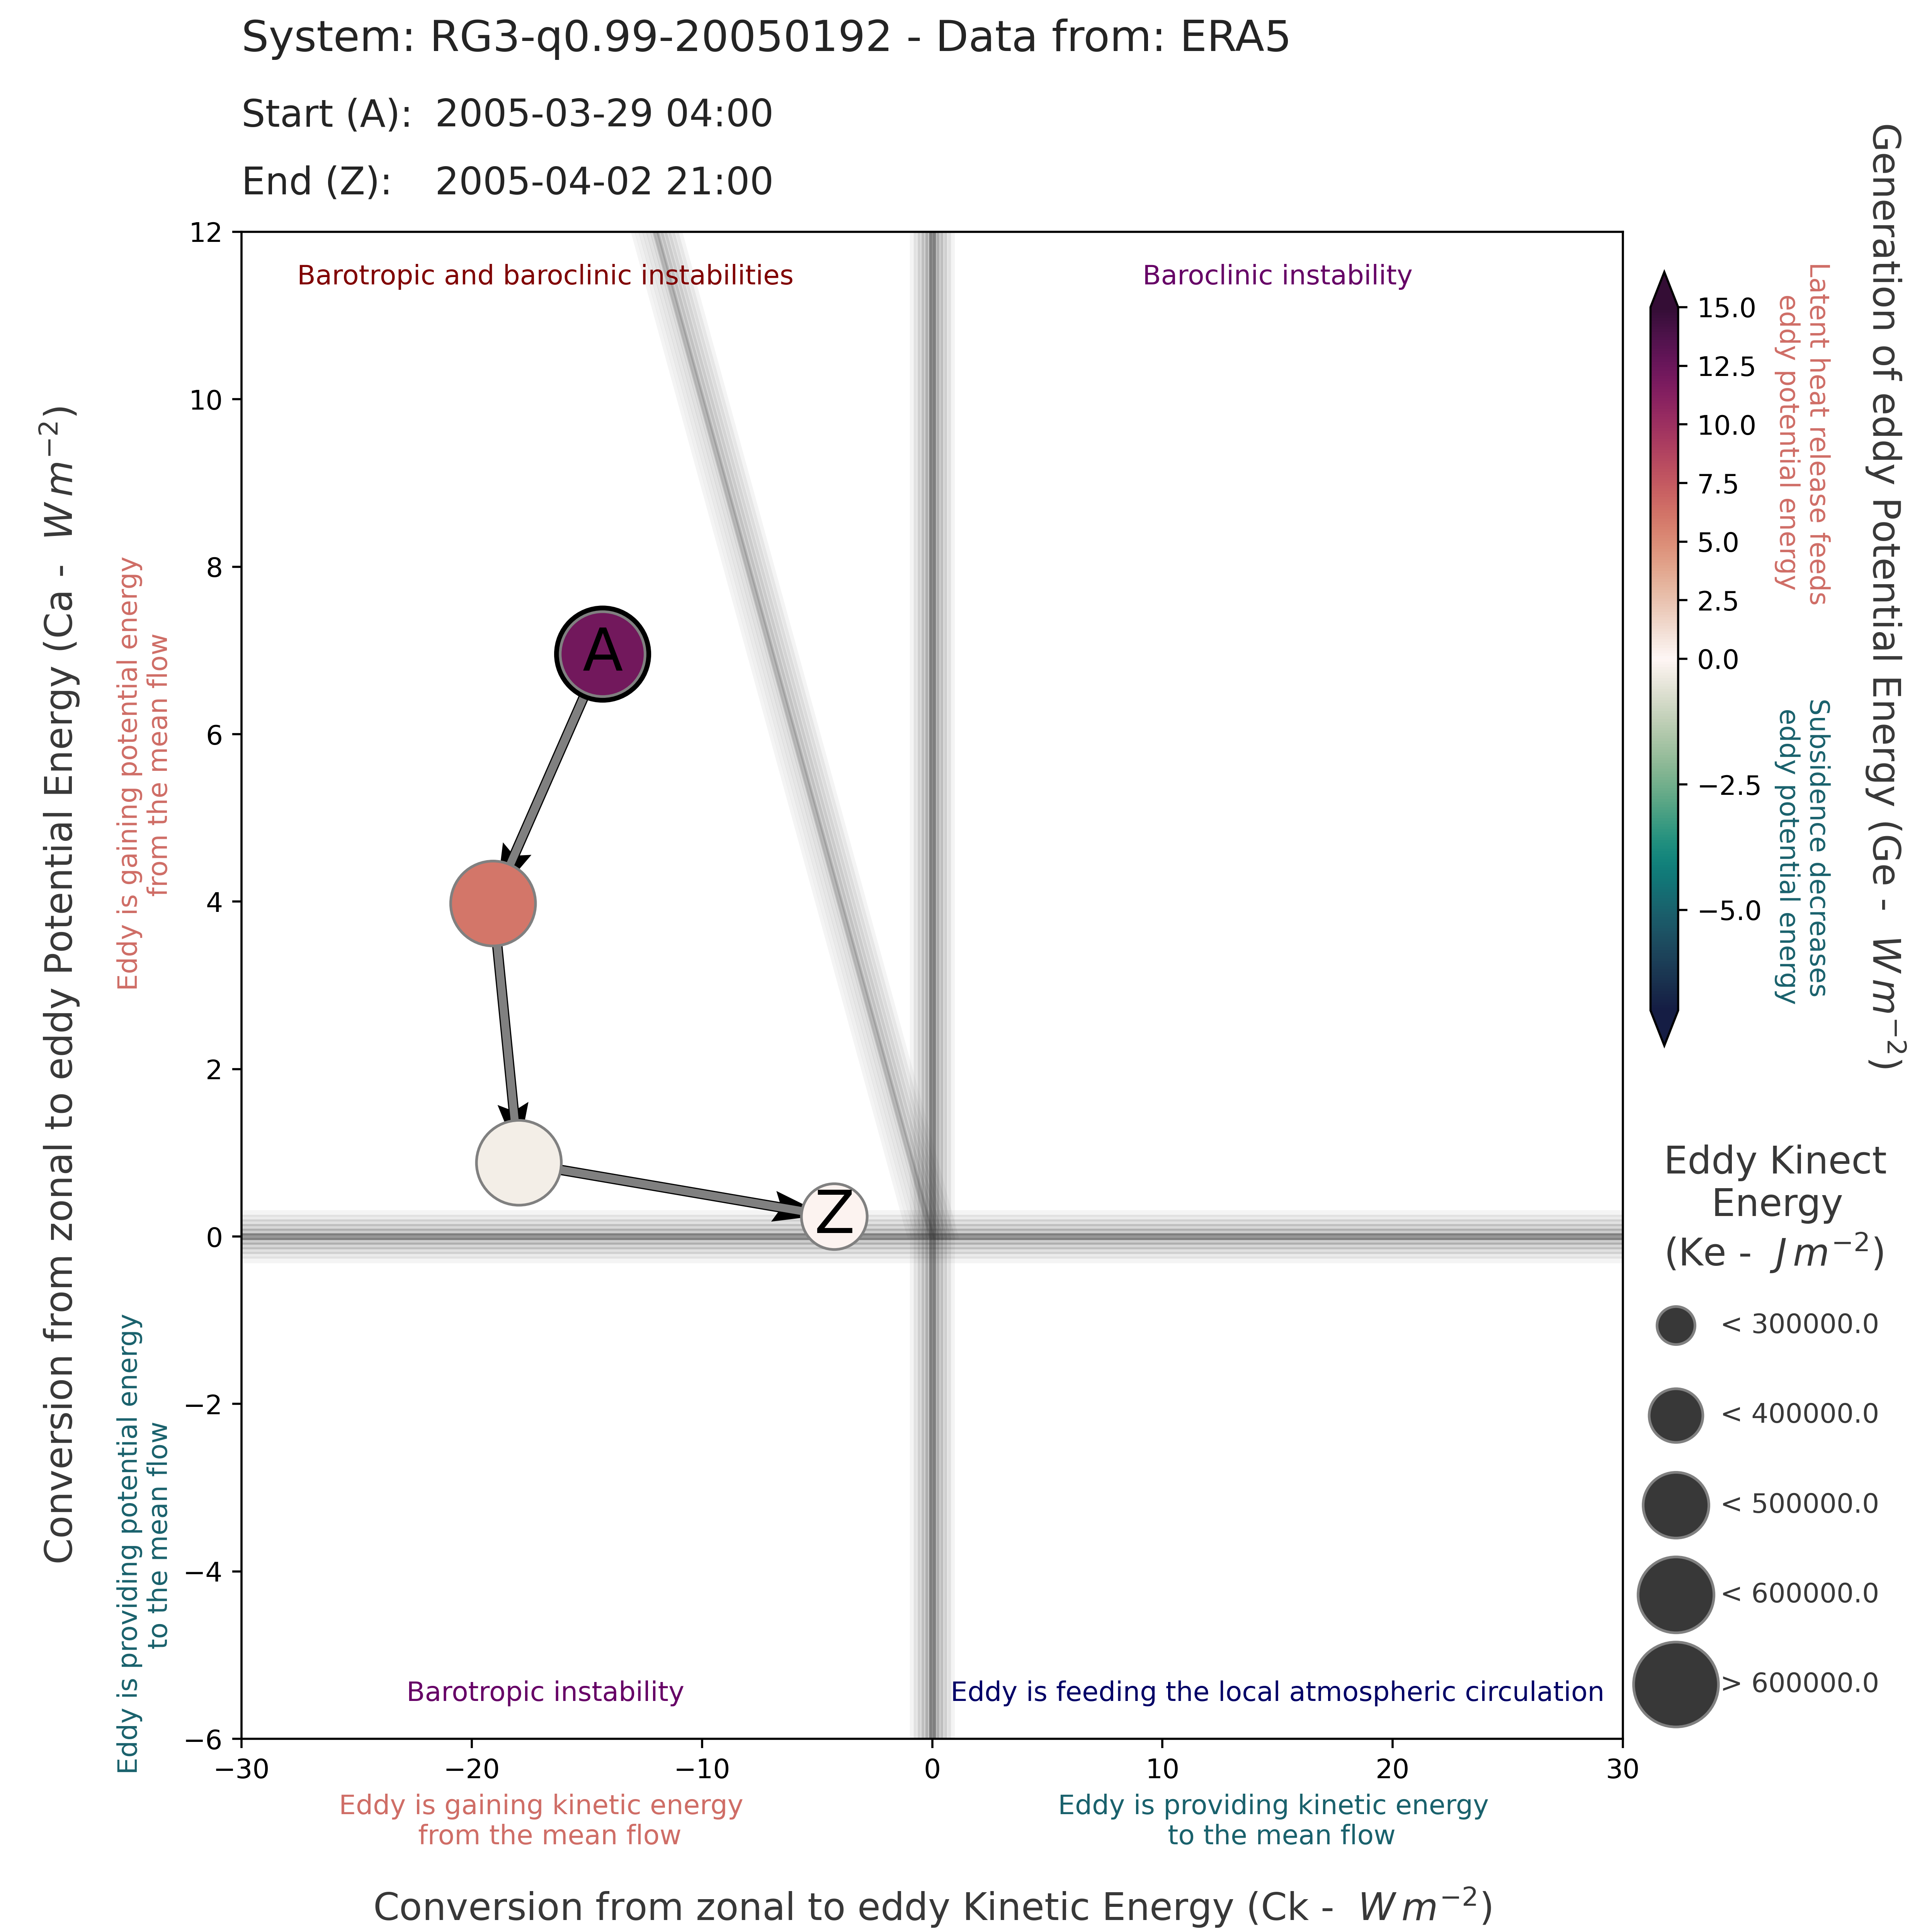 System: RG3-q0.99-20050192 - Data from: ERA5
Start (A): 2005-03-29 04:00
End (Z): 2005-04-02 21:00
Conversion from zonal to eddy Potential Energy (Ca - W m⁻²)
Eddy is gaining potential energy
from the mean flow
Eddy is providing potential energy
to the mean flow
12
10
8
6
4
2
0
−2
−4
−6
Barotropic and baroclinic instabilities
Baroclinic instability
A
Z
Barotropic instability
Eddy is feeding the local atmospheric circulation
−30
−20
−10
0
10
20
30
Eddy is gaining kinetic energy
from the mean flow
Eddy is providing kinetic energy
to the mean flow
Conversion from zonal to eddy Kinetic Energy (Ck - W m⁻²)
15.0
12.5
10.0
7.5
5.0
2.5
0.0
−2.5
−5.0
Latent heat release feeds
eddy potential energy
Subsidence decreases
eddy potential energy
Generation of eddy Potential Energy (Ge - W m⁻²)
Eddy Kinect
Energy
(Ke - J m⁻²)
< 300000.0
< 400000.0
< 500000.0
< 600000.0
> 600000.0